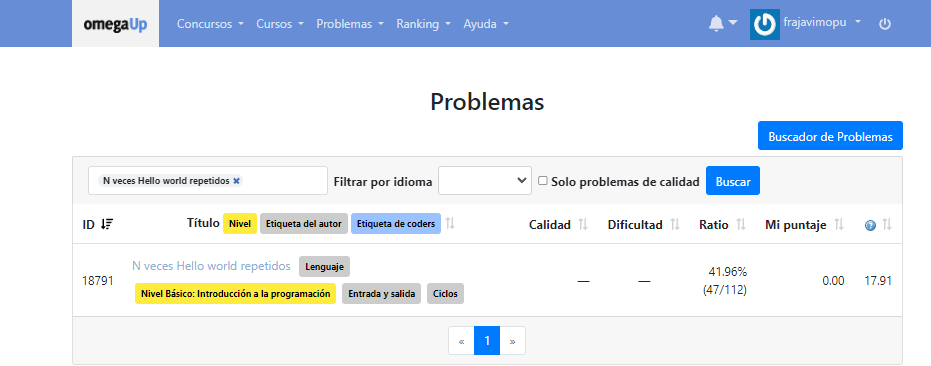 omegaUp Concursos Cursos Problemas Ranking Ayuda frajavimopu
Problemas
Buscador de Problemas
N veces Hello world repetidos Filtrar por idioma Solo problemas de calidad Buscar
ID Título Nivel Etiqueta del autor Etiqueta de coders Calidad Dificultad Ratio Mi puntaje
18791 N veces Hello world repetidos Lenguaje — — 41.96% 0.00 17.91
(47/112)
Nivel Básico: Introducción a la programación Entrada y salida Ciclos
« 1 »